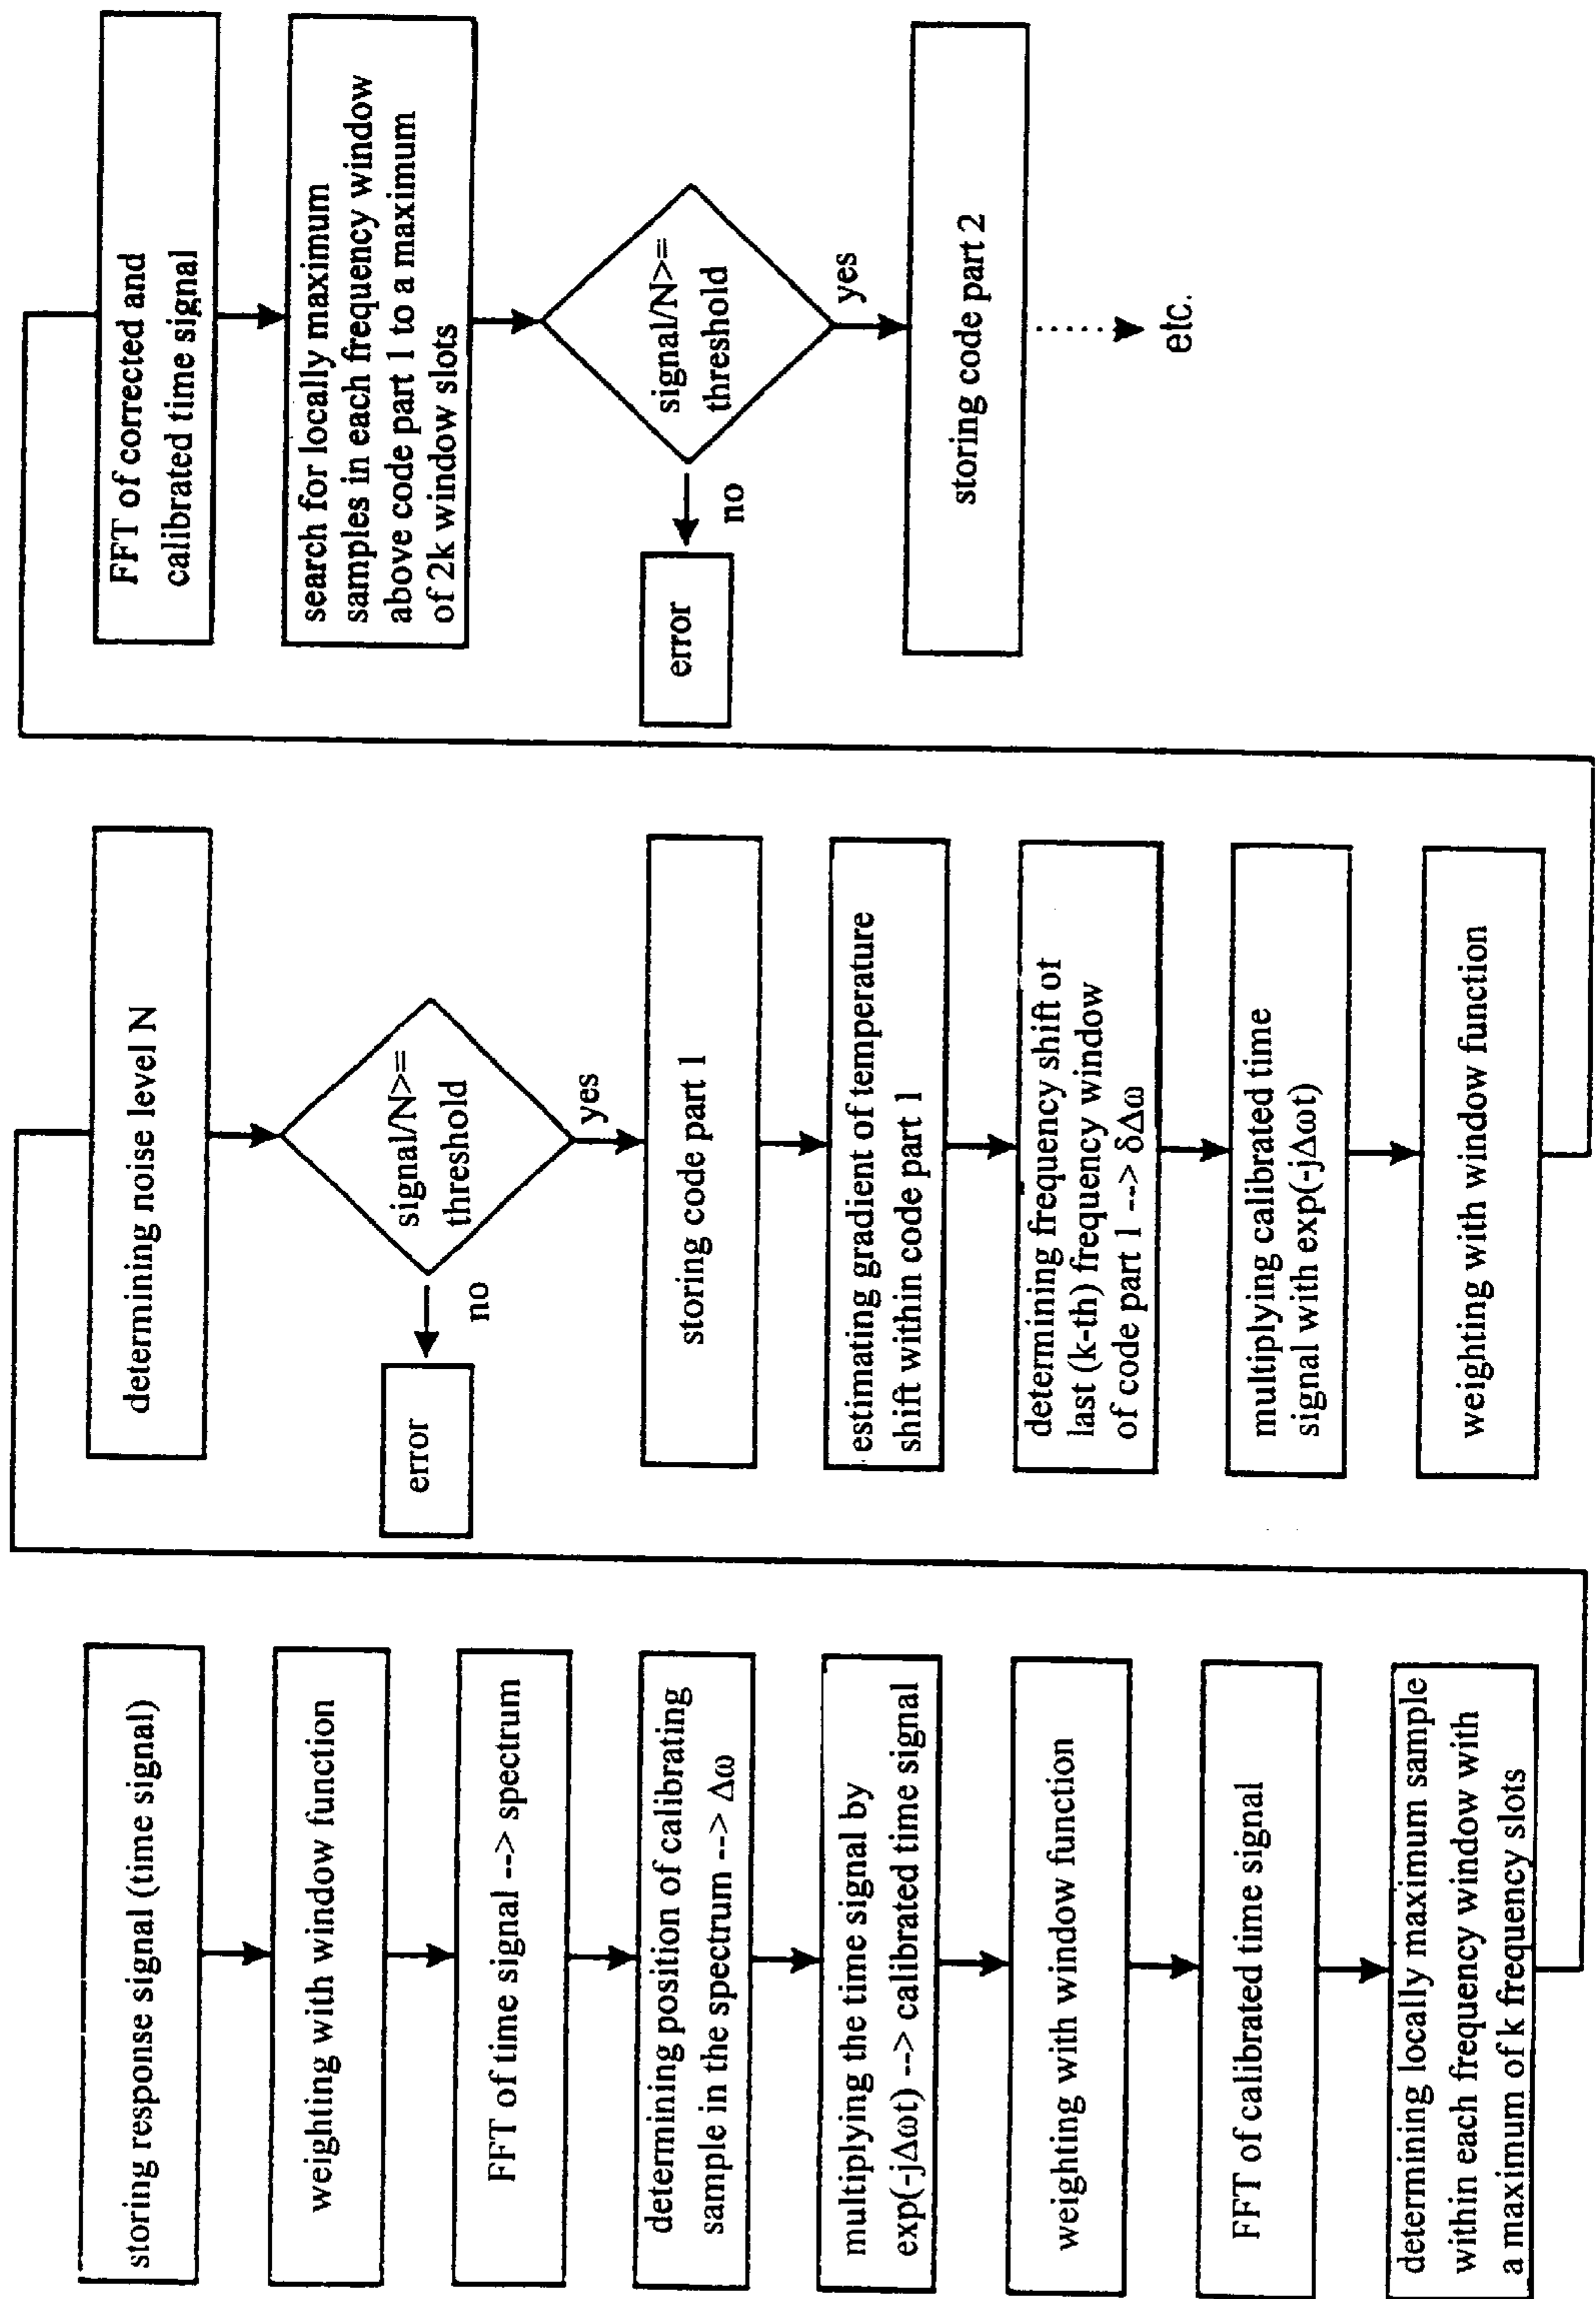 storing response signal (time signal)
weighting with window function
FFT of time signal --> spectrum
determining position of calibrating
sample in the spectrum --> Δω
multiplying the time signal by
exp(-jΔωt) --> calibrated time signal
weighting with window function
FFT of calibrated time signal
determining locally maximum sample
within each frequency window with
a maximum of k frequency slots
determining noise level N
signal/N>=
threshold
no
error
yes
storing code part 1
estimating gradient of temperature
shift within code part 1
determining frequency shift of
last (k-th) frequency window
of code part 1 --> δΔω
multiplying calibrated time
signal with exp(-jΔωt)
weighting with window function
FFT of corrected and
calibrated time signal
search for locally maximum
samples in each frequency window
above code part 1 to a maximum
of 2k window slots
signal/N>=
threshold
no
error
yes
storing code part 2
etc.